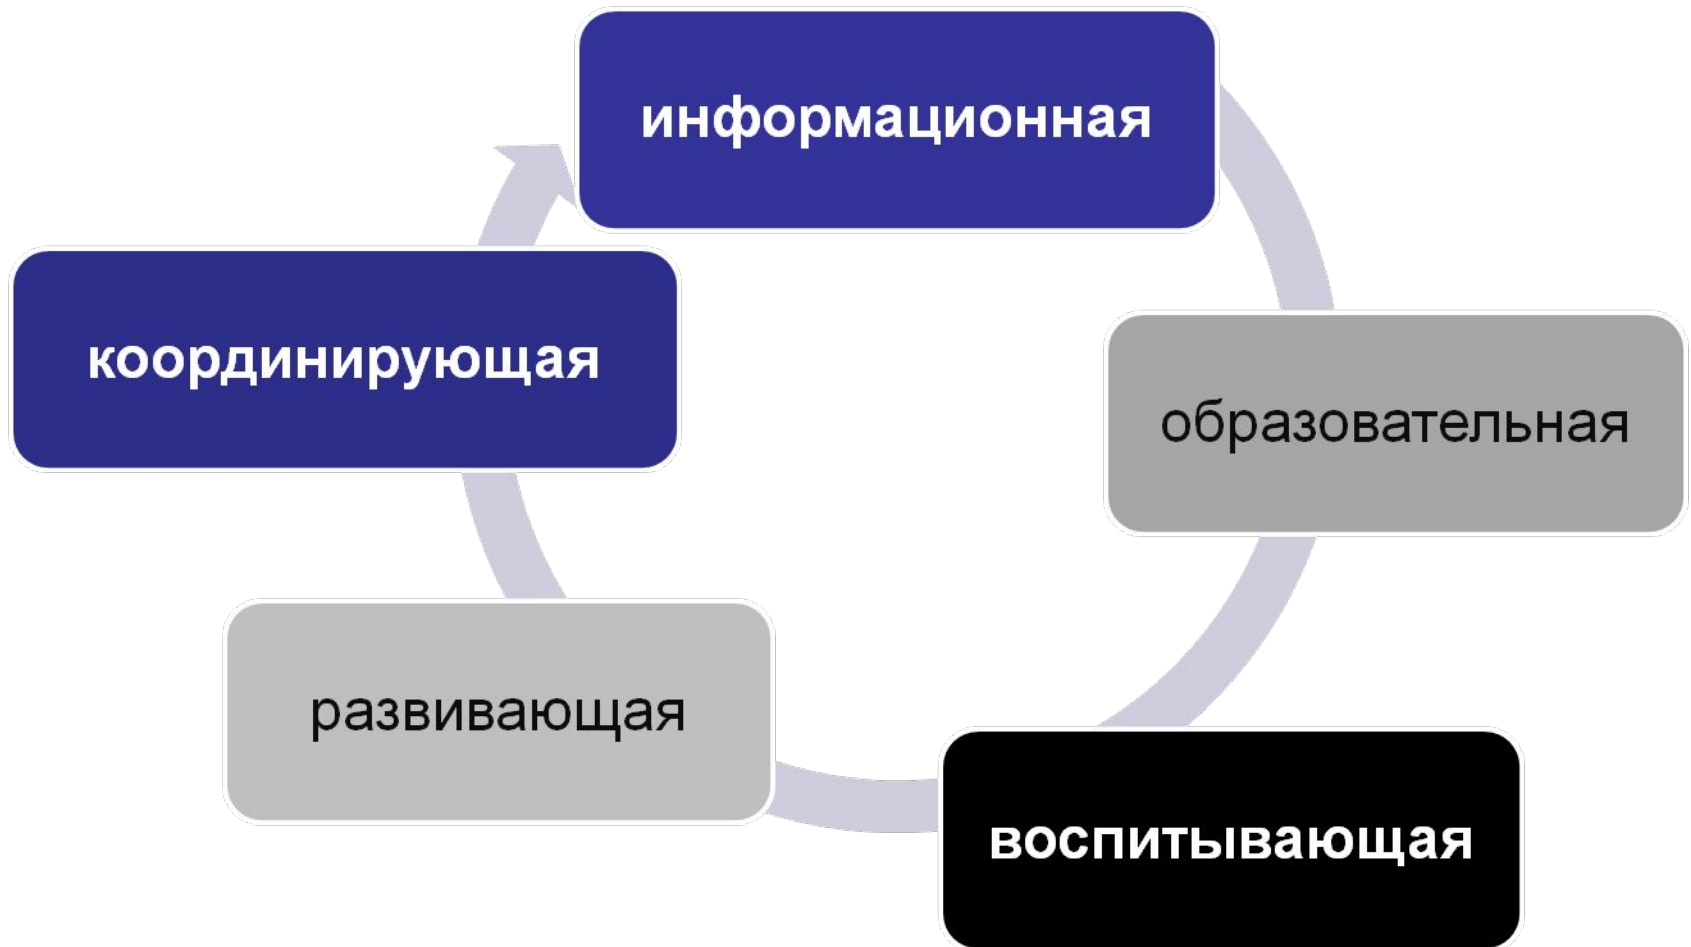 информационная
образовательная
воспитывающая
развивающая
координирующая